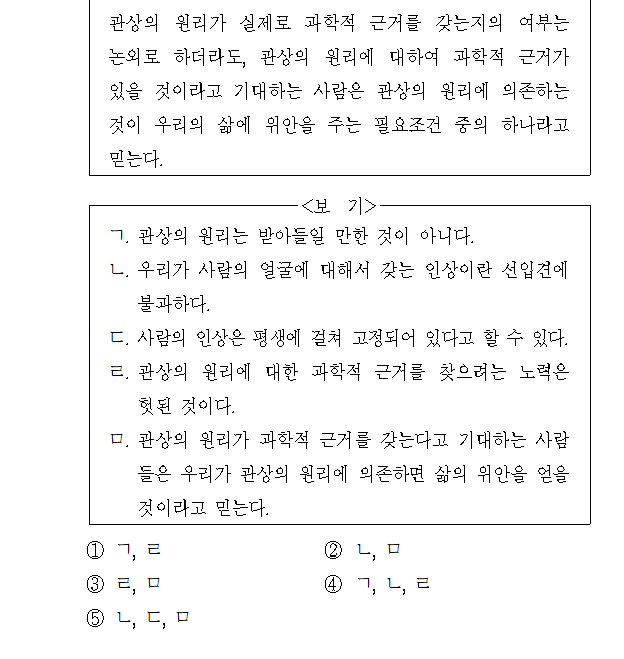 관상의 원리가 실제로 과학적 근거를 갖는지의 여부는
논외로 하더라도, 관상의 원리에 대하여 과학적 근거가
있을 것이라고 기대하는 사람은 관상의 원리에 의존하는
것이 우리의 삶에 위안을 주는 필요조건 중의 하나라고
믿는다.
<보 기>
ㄱ. 관상의 원리는 받아들일 만한 것이 아니다.
ㄴ. 우리가 사람의 얼굴에 대해서 갖는 인상이란 선입견에
불과하다.
ㄷ. 사람의 인상은 평생에 걸쳐 고정되어 있다고 할 수 있다.
ㄹ. 관상의 원리에 대한 과학적 근거를 찾으려는 노력은
헛된 것이다.
ㅁ. 관상의 원리가 과학적 근거를 갖는다고 기대하는 사람
들은 우리가 관상의 원리에 의존하면 삶의 위안을 얻을
것이라고 믿는다.
① ㄱ, ㄹ ② ㄴ, ㅁ
③ ㄹ, ㅁ ④ ㄱ, ㄴ, ㄹ
⑤ ㄴ, ㄷ, ㅁ